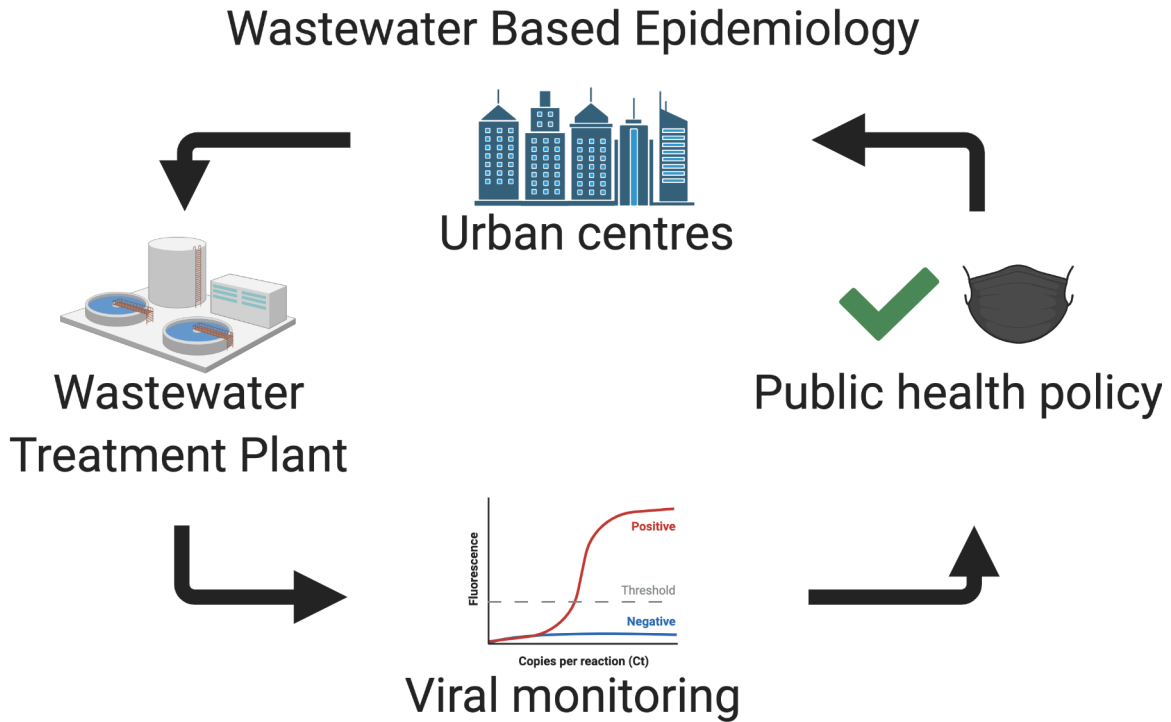 Wastewater Based Epidemiology
Urban centres
Wastewater
Treatment Plant
Public health policy
Fluorescence
Positive
Threshold
Negative
Copies per reaction (Ct)
Viral monitoring